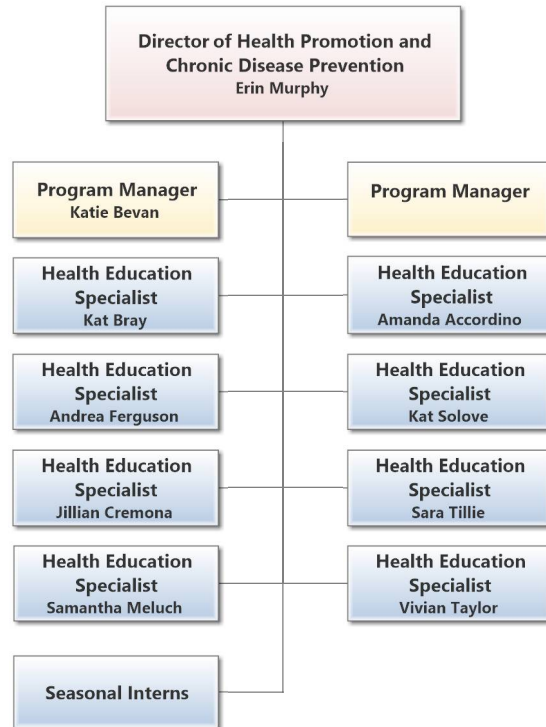 Director of Health Promotion and
Chronic Disease Prevention
Erin Murphy
Program Manager
Katie Bevan
Program Manager
Health Education
Specialist
Kat Bray
Health Education
Specialist
Amanda Accordino
Health Education
Specialist
Andrea Ferguson
Health Education
Specialist
Kat Solove
Health Education
Specialist
Jillian Cremona
Health Education
Specialist
Sara Tillie
Health Education
Specialist
Samantha Meluch
Health Education
Specialist
Vivian Taylor
Seasonal Interns